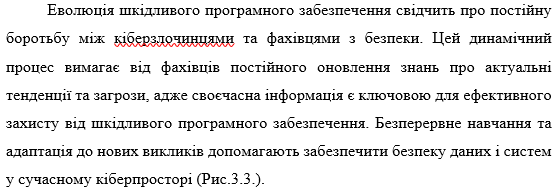 Еволюція шкідливого програмного забезпечення свідчить про постійну
боротьбу між кіберзлочинцями та фахівцями з безпеки. Цей динамічний
процес вимагає від фахівців постійного оновлення знань про актуальні
тенденції та загрози, адже своєчасна інформація є ключовою для ефективного
захисту від шкідливого програмного забезпечення. Безперервне навчання та
адаптація до нових викликів допомагають забезпечити безпеку даних і систем
у сучасному кіберпросторі (Рис.3.3.).